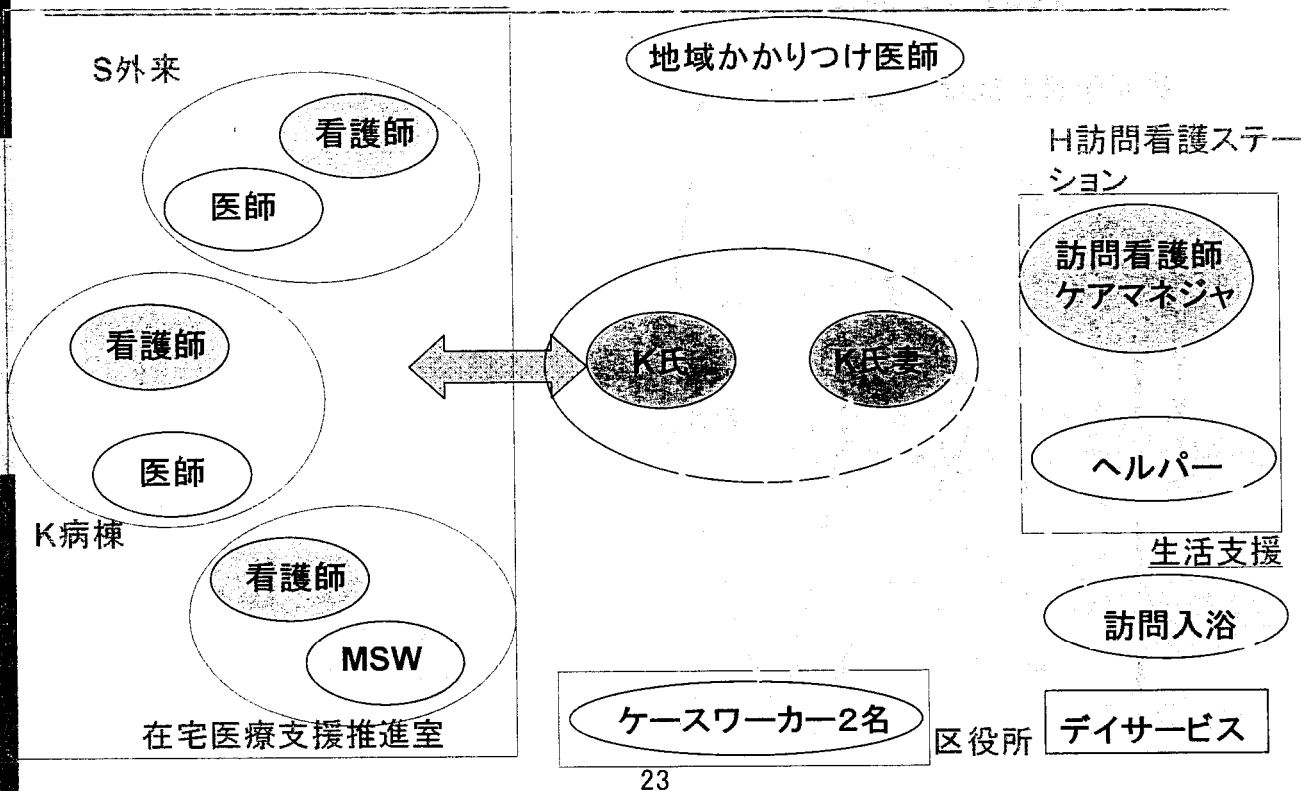 S外来
看護師
医師
看護師
医師
K病棟
看護師
MSW
在宅医療支援推進室
地域かかりつけ医師
K氏
K氏妻
ケースワーカー2名
区役所
H訪問看護ステー
ション
訪問看護師
ケアマネジャ
ヘルパー
生活支援
訪問入浴
デイサービス
23